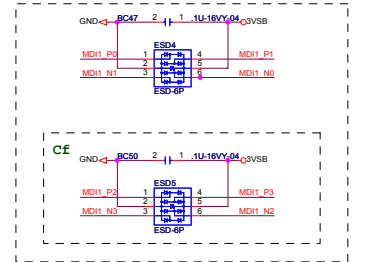 GND BC47 2 1 .1U-16VY-04 3VSB
ESD4
MDI1_P0 1 4 MDI1_P1
2 5
MDI1_N1 3 6 MDI1_N0
ESD-6P
Cf
GND BC50 2 1 .1U-16VY-04 3VSB
ESD5
MDI1_P2 1 4 MDI1_P3
2 5
MDI1_N3 3 6 MDI1_N2
ESD-6P